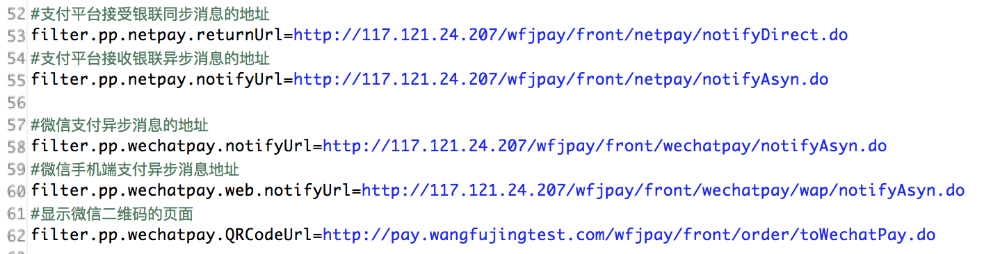 52 #支付平台接受银联同步消息的地址
53 filter.pp.netpay.returnUrl=http://117.121.24.207/wfjpay/front/netpay/notifyDirect.do
54 #支付平台接收银联异步消息的地址
55 filter.pp.netpay.notifyUrl=http://117.121.24.207/wfjpay/front/netpay/notifyAsyn.do
56
57 #微信支付异步消息的地址
58 filter.pp.wechatpay.notifyUrl=http://117.121.24.207/wfjpay/front/wechatpay/notifyAsyn.do
59 #微信手机端支付异步消息地址
60 filter.pp.wechatpay.web.notifyUrl=http://117.121.24.207/wfjpay/front/wechatpay/wap/notifyAsyn.do
61 #显示微信二维码的页面
62 filter.pp.wechatpay.QRCodeUrl=http://pay.wangfujingtest.com/wfjpay/front/order/toWechatPay.do